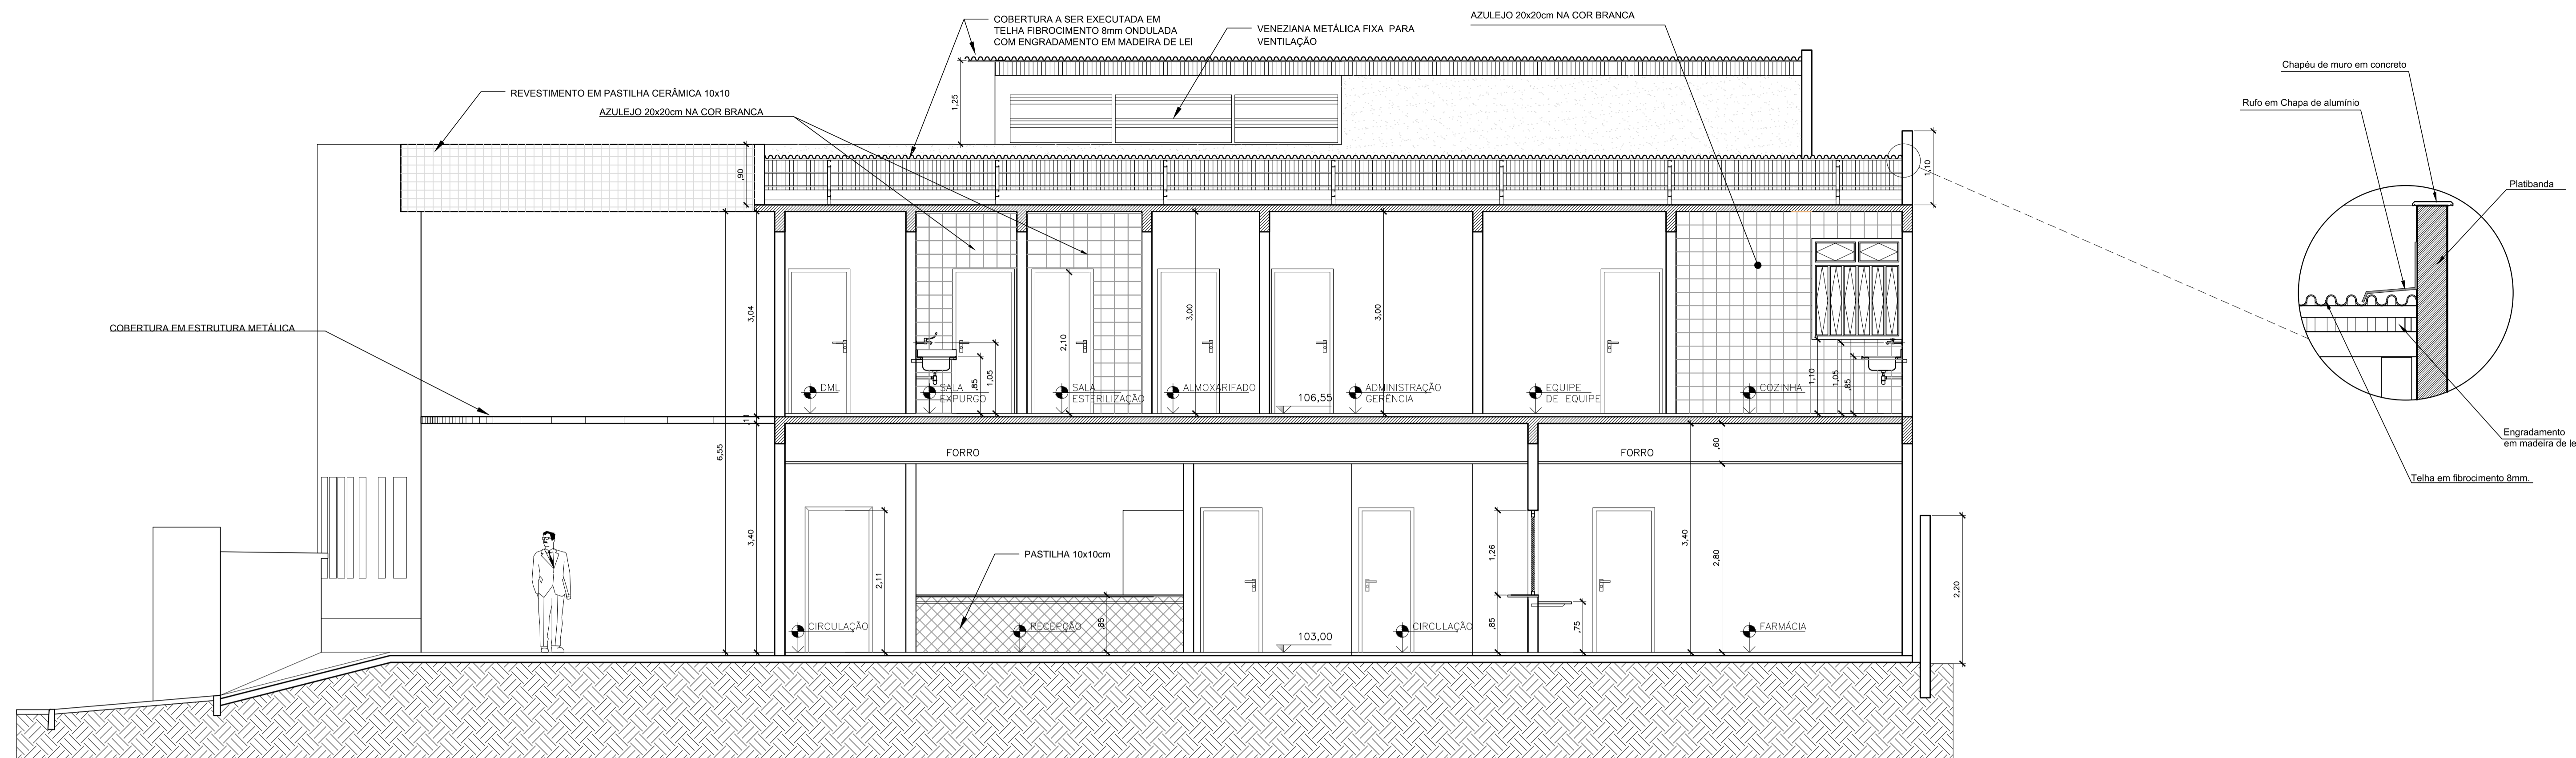 COBERTURA A SER EXECUTADA EM
TELHA FIBROCIMENTO 8mm ONDULADA
COM ENGRADAMENTO EM MADEIRA DE LEI
VENEZIANA METÁLICA FIXA PARA
VENTILAÇÃO
AZULEJO 20x20cm NA COR BRANCA
REVESTIMENTO EM PASTILHA CERÂMICA 10x10
AZULEJO 20x20cm NA COR BRANCA
1,25
,90
1,10
Chapéu de muro em concreto
Rufo em Chapa de alumínio
Platibanda
Engradamento
em madeira de le
Telha em fibrocimento 8mm.
COBERTURA EM ESTRUTURA METÁLICA
3,04
2,10
3,00
3,00
,85
1,05
1,10
1,05
,85
DML
SALA
EXPURGO
SALA
ESTERILIZAÇÃO
ALMOXARIFADO
106,55
ADMINISTRAÇÃO
GERÊNCIA
EQUIPE
DE EQUIPE
COZINHA
6,55
3,40
FORRO
FORRO
,60
2,11
PASTILHA 10x10cm
1,26
3,40
2,80
2,20
CIRCULAÇÃO
RECEPÇÃO
,85
103,00
CIRCULAÇÃO
,85
,75
FARMÁCIA